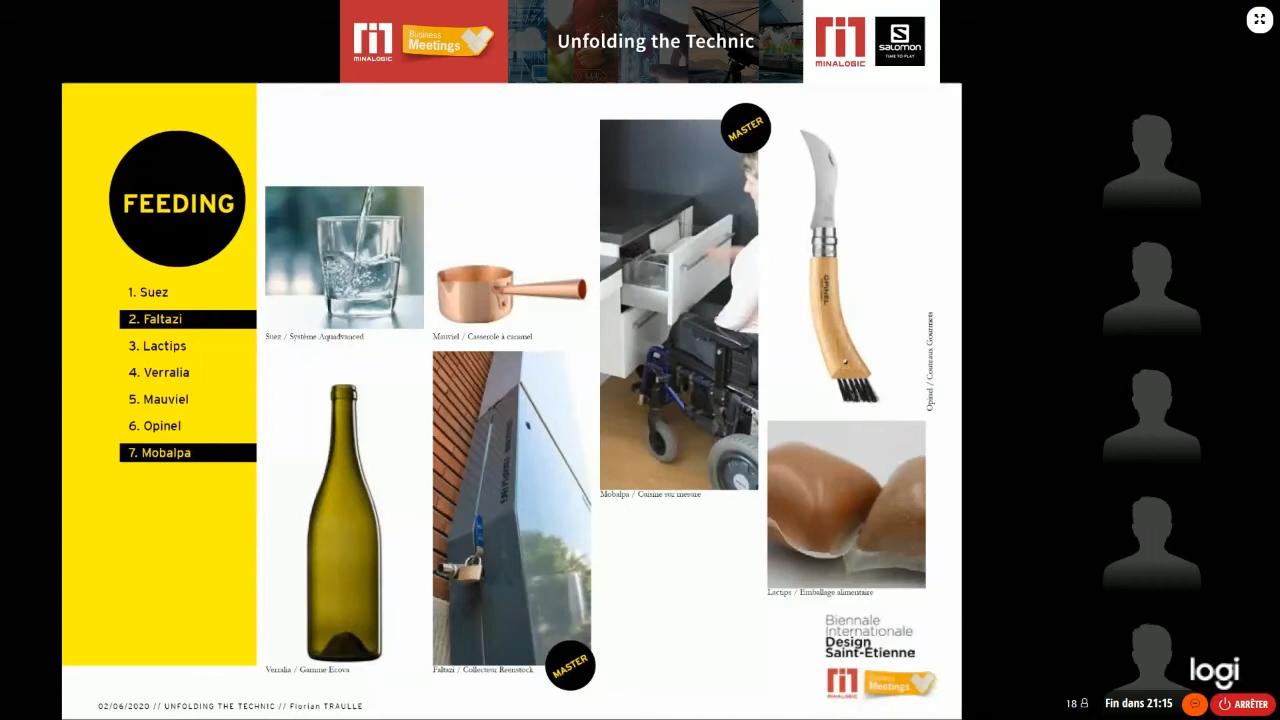 MINALOGIC
Business
Meetings
Unfolding the Technic
MINALOGIC
SALOMON
TIME TO PLAY
FEEDING
1. Suez
2. Faltazi
3. Lactips
4. Verralia
5. Mauviel
6. Opinel
7. Mobalpa
Suez / Système Aquadvanced
Mauviel / Casserole à caramel
MASTER
OPINEL
Opinel / Couteaux Gourmets
Mobalpa / Cuisine sur mesure
Lactips / Emballage alimentaire
Verralia / Gamme Ecova
Faltazi / Collecteur Reenstock
MASTER
Biennale
Internationale
Design
Saint-Etienne
MINALOGIC
Business
Meetings
02/06/2020 // UNFOLDING THE TECHNIC // Florian TRAULLE
logi
18
Fin dans 21:15
ARRÊTER